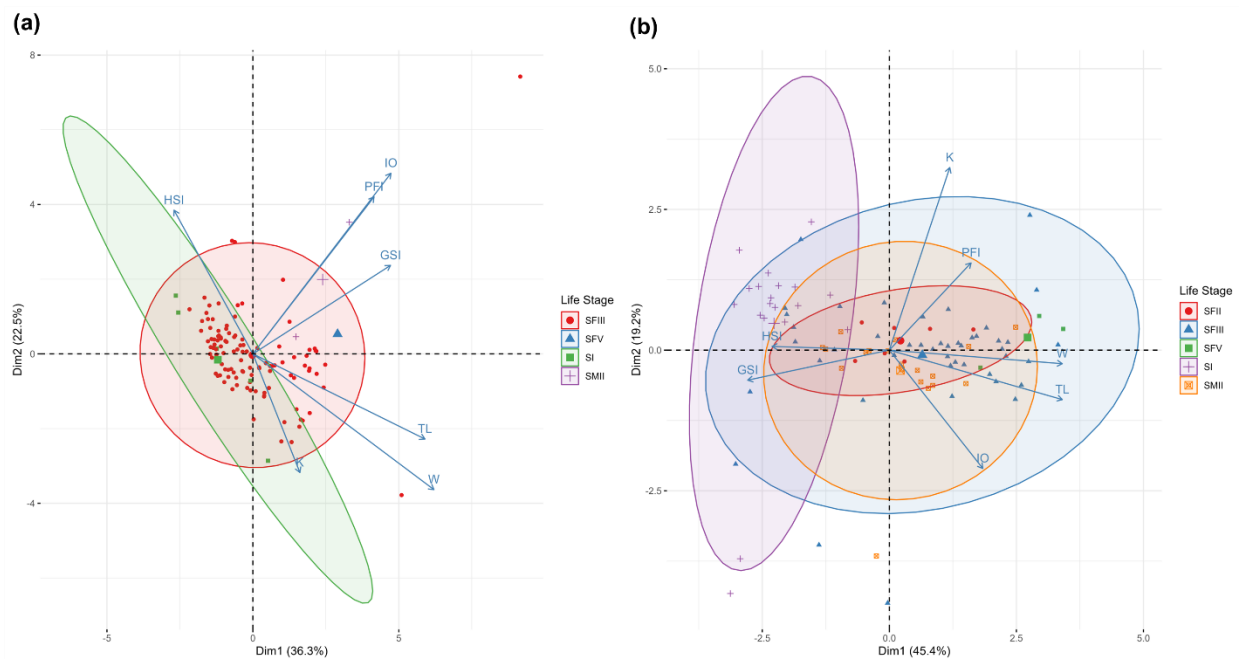 (a)
8
4
0
-4
-5
0
5
Dim2 (22.5%)
Dim1 (36.3%)
HSI
IO
PFI
GSI
TL
W
K
Life Stage
SFIII
SFV
SI
SMII
(b)
5.0
2.5
0.0
-2.5
-2.5
0.0
2.5
5.0
Dim2 (19.2%)
Dim1 (45.4%)
K
PFI
HSI
GSI
W
TL
IO
Life Stage
SFII
SFIII
SFV
SI
SMII